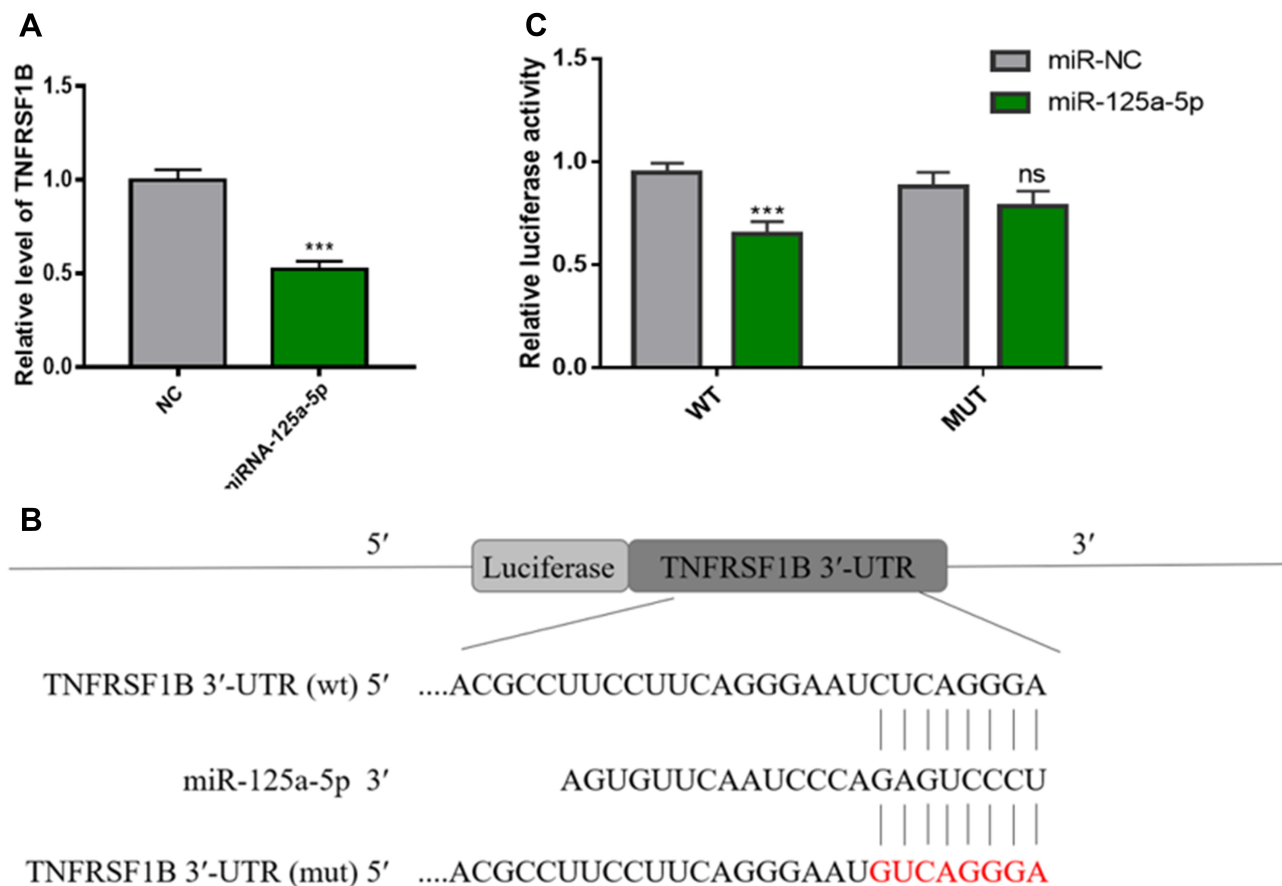 A
Relative level of TNFRSF1B
1.5
1.0
0.5
0.0
***
NC
miRNA-125a-5p
C
Relative luciferase activity
1.5
1.0
0.5
0.0
miR-NC
miR-125a-5p
***
ns
WT
MUT
B
5′ 3′
Luciferase TNFRSF1B 3′-UTR
TNFRSF1B 3′-UTR (wt) 5′ ....ACGCCUUCCUUCAGGGAAUCUCAGGGA
miR-125a-5p 3′ AGUGUUCAAUCCCAGAGUCCCU
TNFRSF1B 3′-UTR (mut) 5′ ....ACGCCUUCCUUCAGGGAAUGUCAGGGA